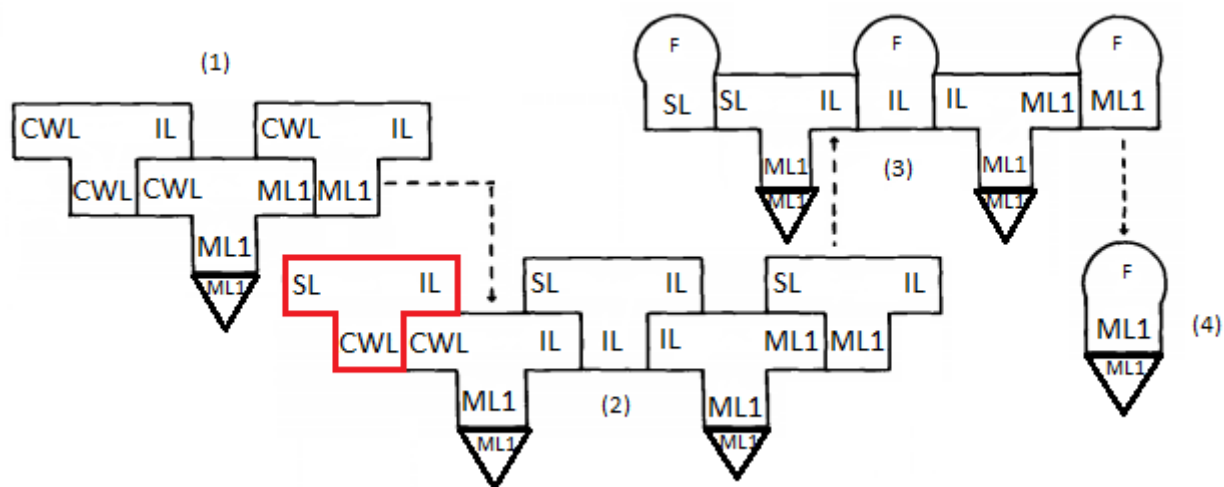 (1)
CWL IL CWL IL
CWL CWL ML1 ML1
ML1
ML1
SL IL SL IL SL IL
CWL CWL IL IL IL ML1 ML1
ML1 (2) ML1
ML1 ML1
F F F
SL SL IL IL IL ML1 ML1
ML1 (3) ML1
ML1 ML1
F
ML1 (4)
ML1